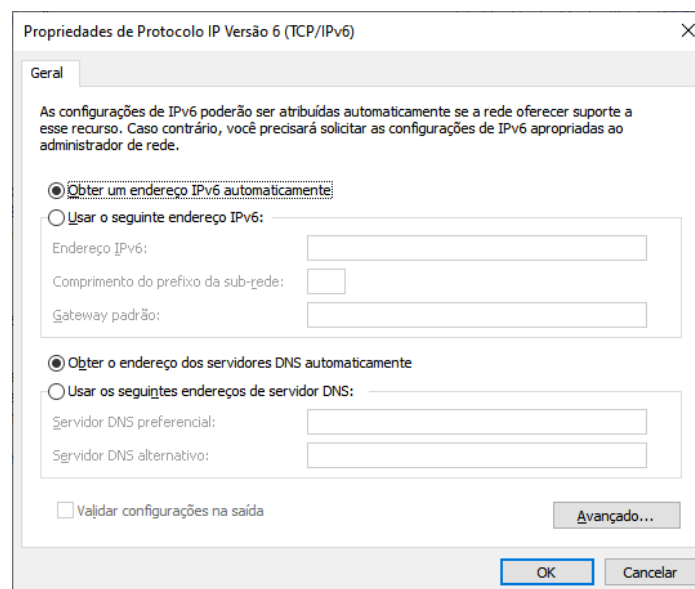 Propriedades de Protocolo IP Versão 6 (TCP/IPv6)
Geral
As configurações de IPv6 poderão ser atribuídas automaticamente se a rede oferecer suporte a
esse recurso. Caso contrário, você precisará solicitar as configurações de IPv6 apropriadas ao
administrador de rede.
Obter um endereço IPv6 automaticamente
Usar o seguinte endereço IPv6:
Endereço IPv6:
Comprimento do prefixo da sub-rede:
Gateway padrão:
Obter o endereço dos servidores DNS automaticamente
Usar os seguintes endereços de servidor DNS:
Servidor DNS preferencial:
Servidor DNS alternativo:
Validar configurações na saída
Avançado...
OK
Cancelar